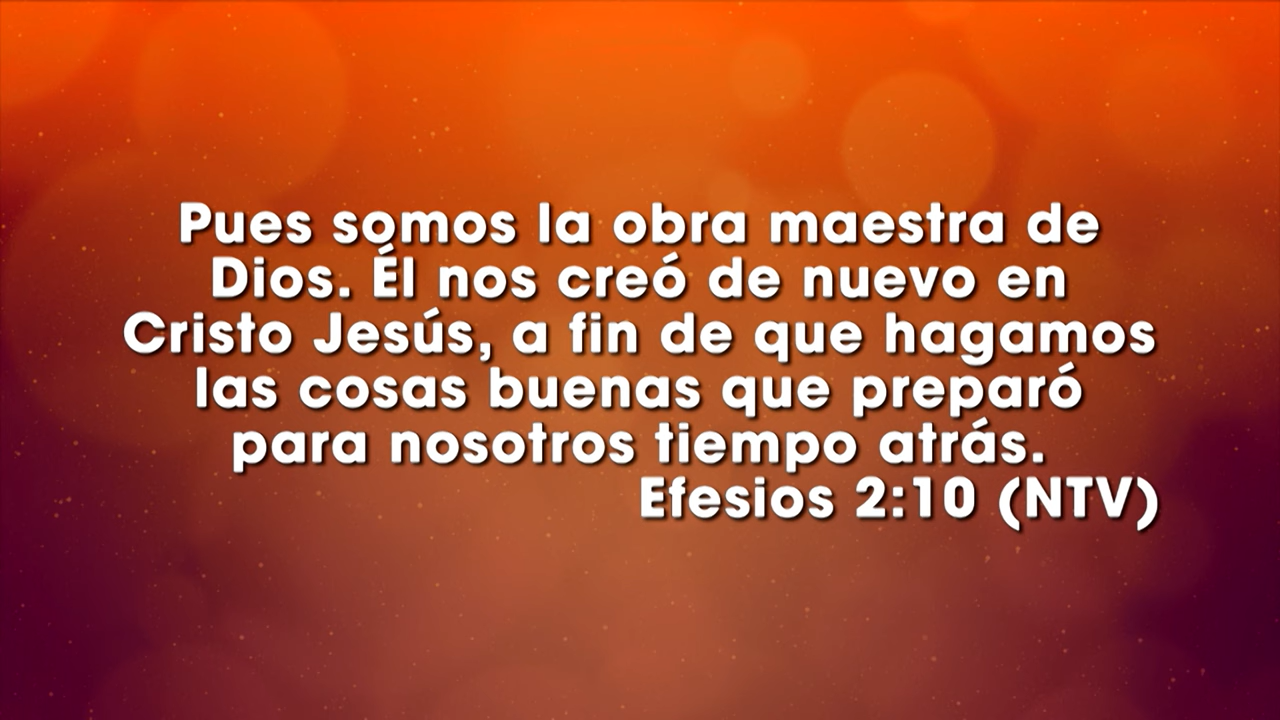 Pues somos la obra maestra de
Dios. Él nos creó de nuevo en
Cristo Jesús, a fin de que hagamos
las cosas buenas que preparó
para nosotros tiempo atrás.
Efesios 2:10 (NTV)